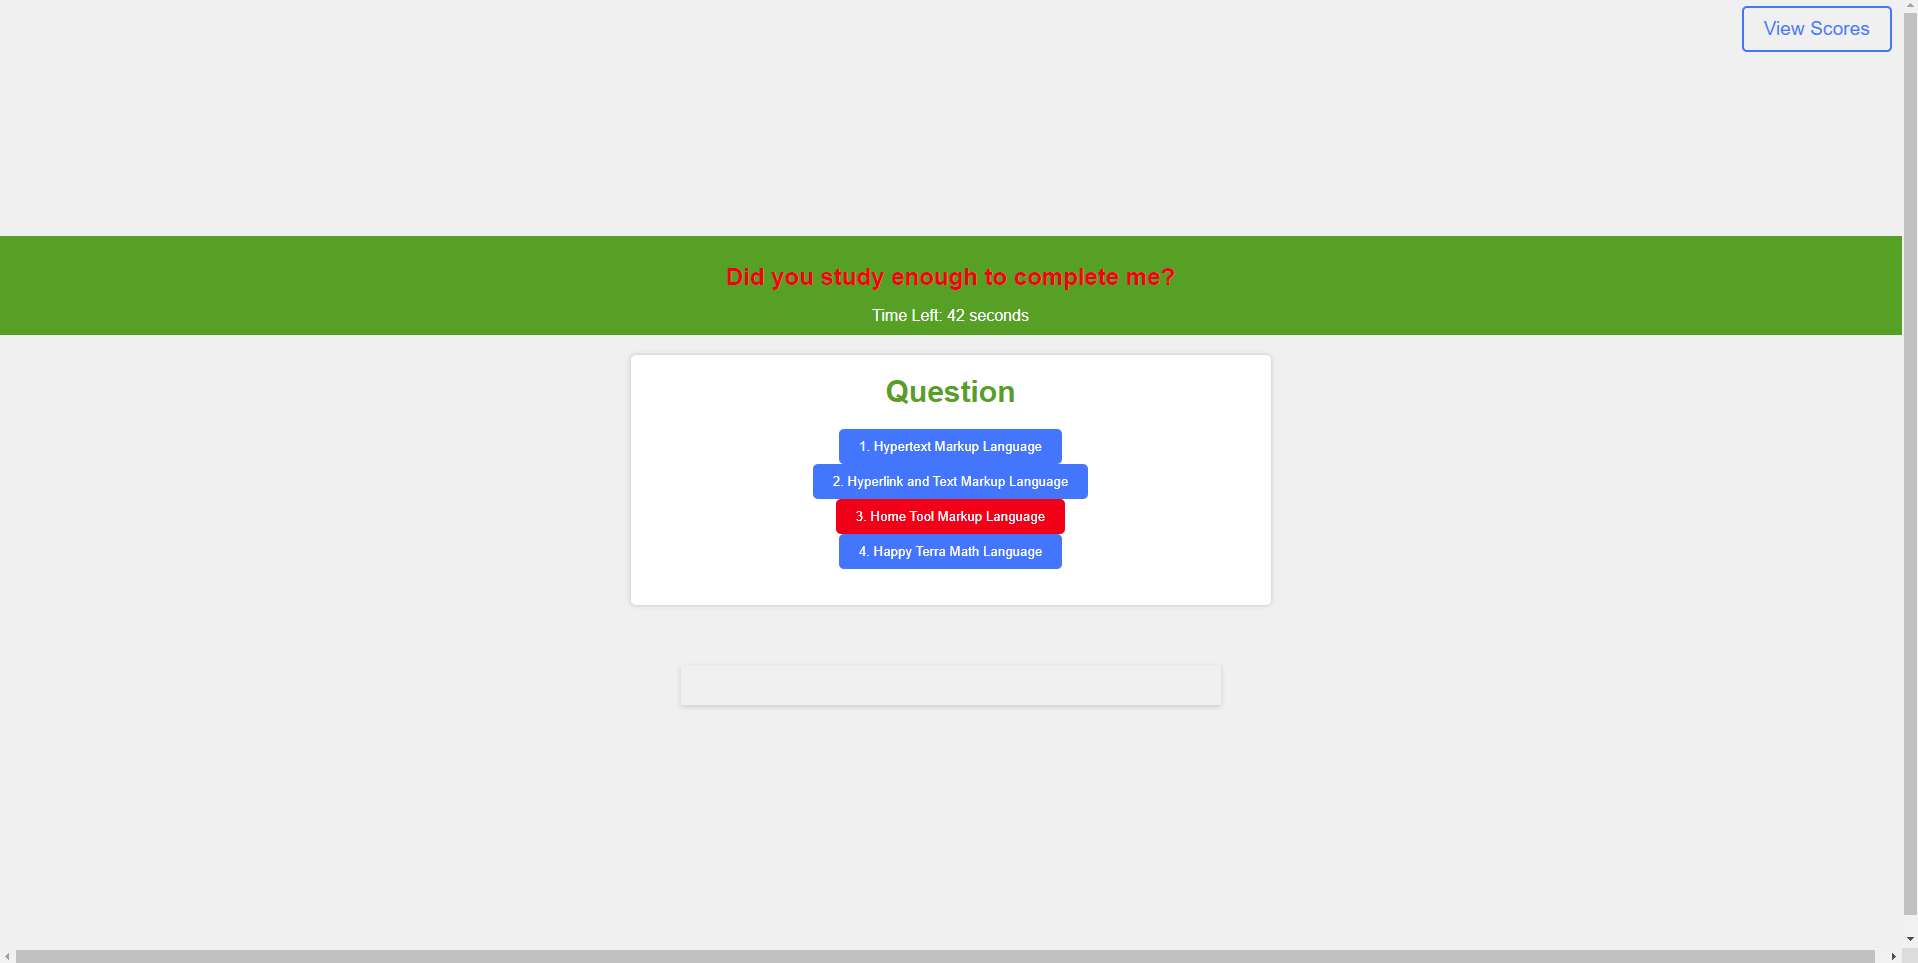 View Scores
Did you study enough to complete me?
Time Left: 42 seconds
Question
1. Hypertext Markup Language
2. Hyperlink and Text Markup Language
3. Home Tool Markup Language
4. Happy Terra Math Language